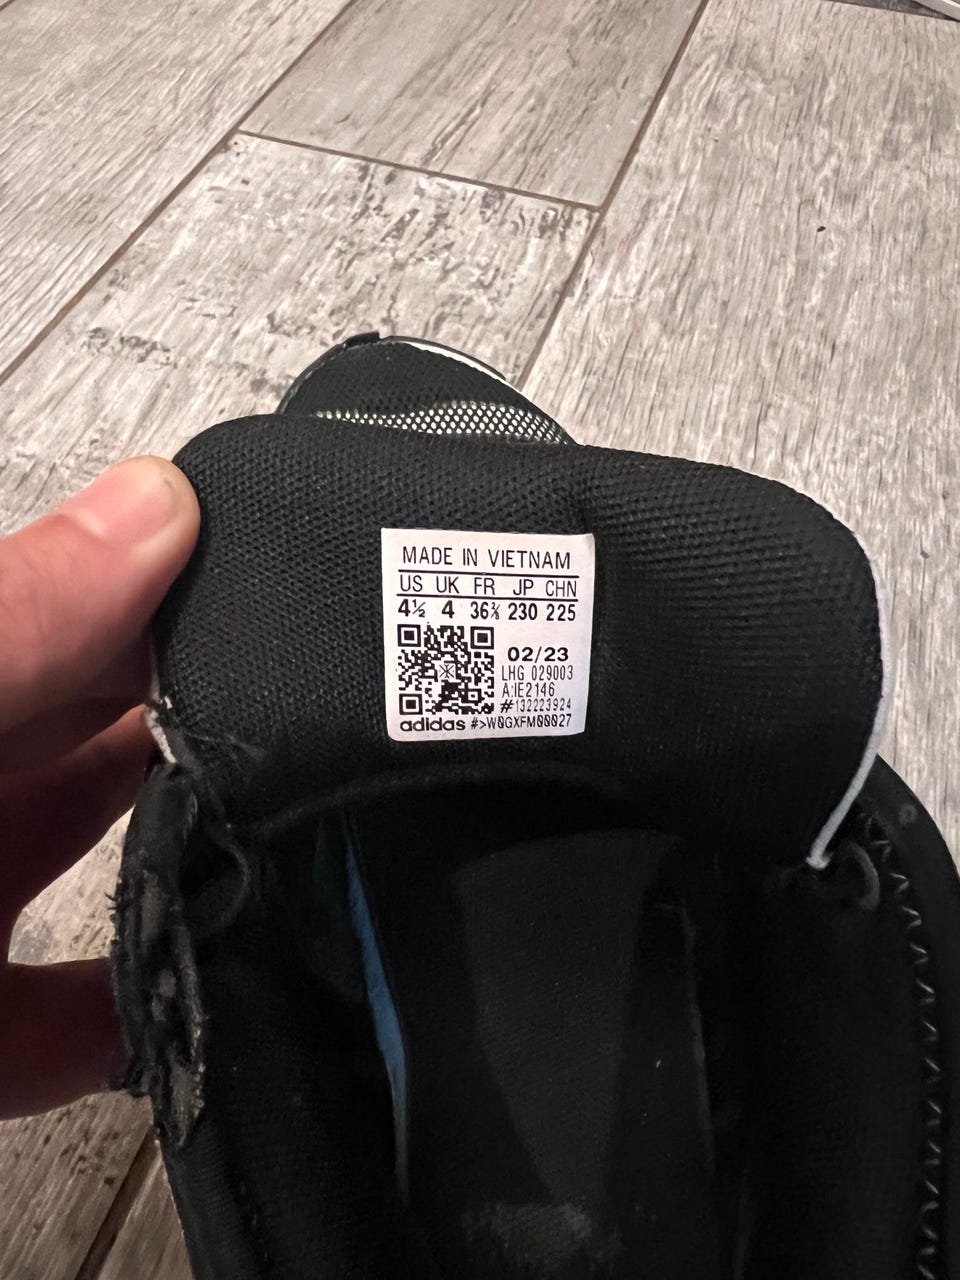 MADE IN VIETNAM
US UK FR JP CHN
4½ 4 36⅔ 230 225
02/23
LHG 029003
A:IE2146
#132223924
adidas #>W0GXFM00027